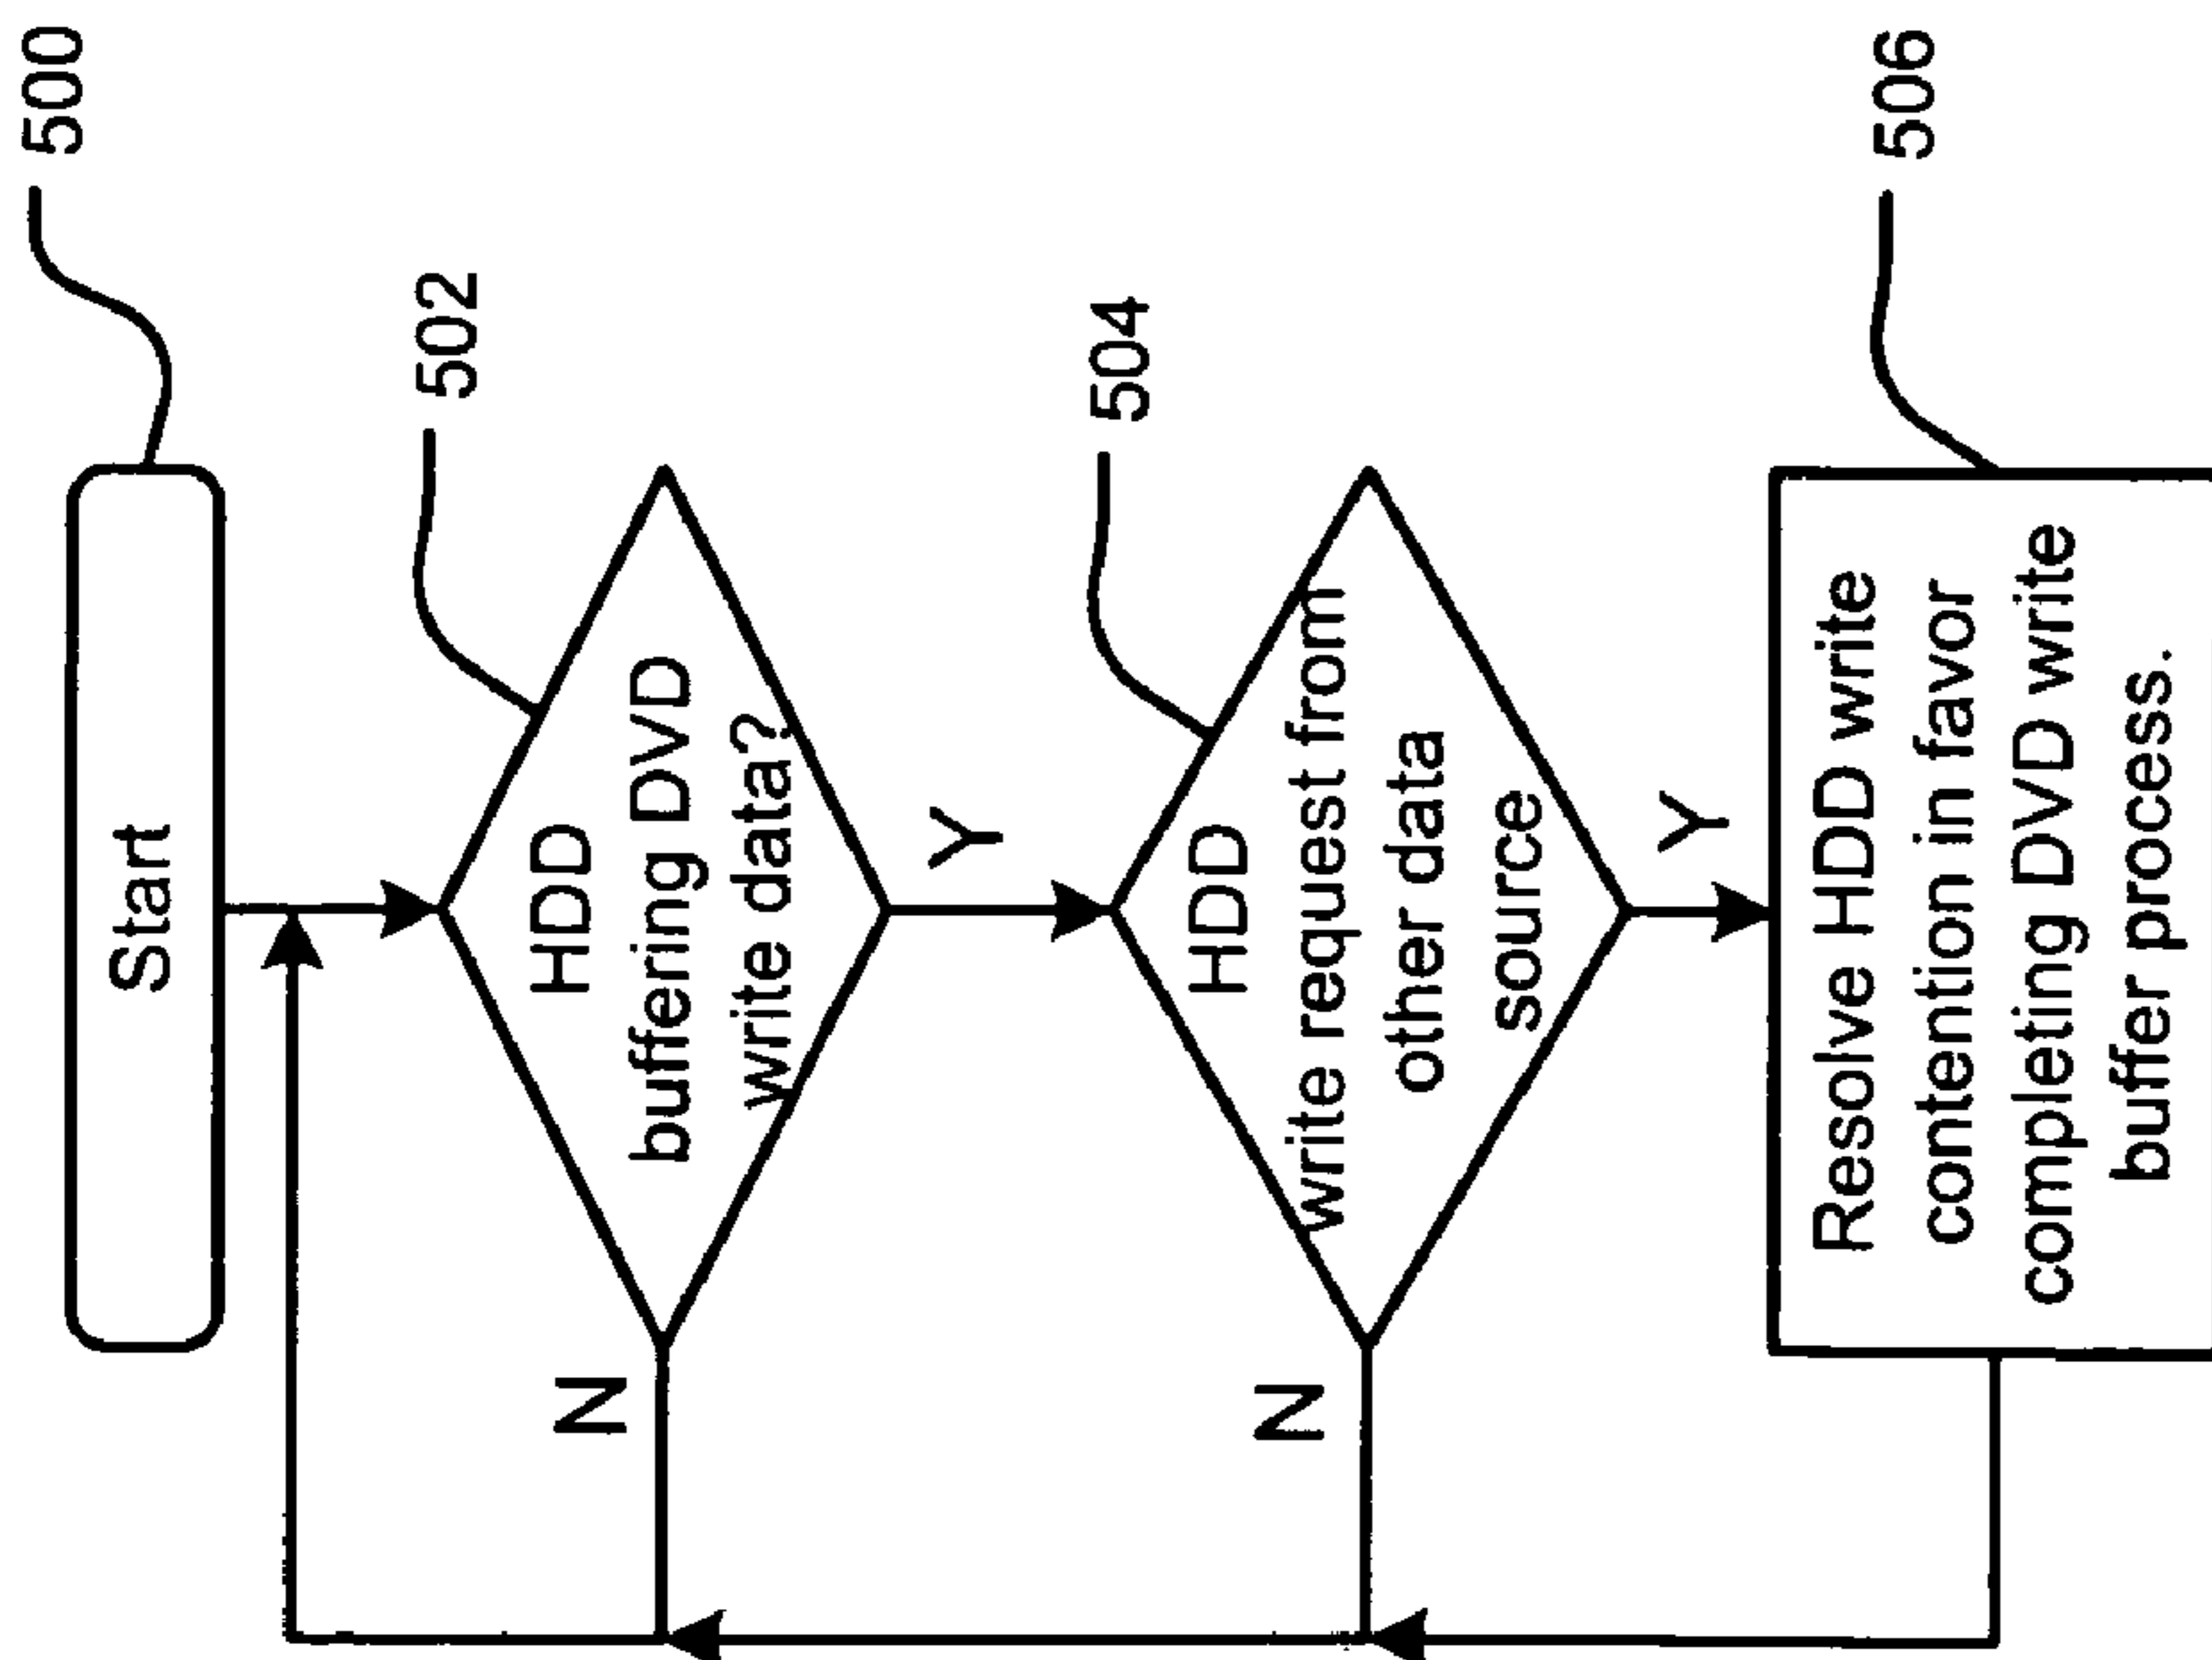 Start
500
HDD
buffering DVD
write data?
502
N
Y
HDD
write request from
other data
source
504
N
Y
Resolve HDD write
contention in favor
completing DVD write
buffer process.
506